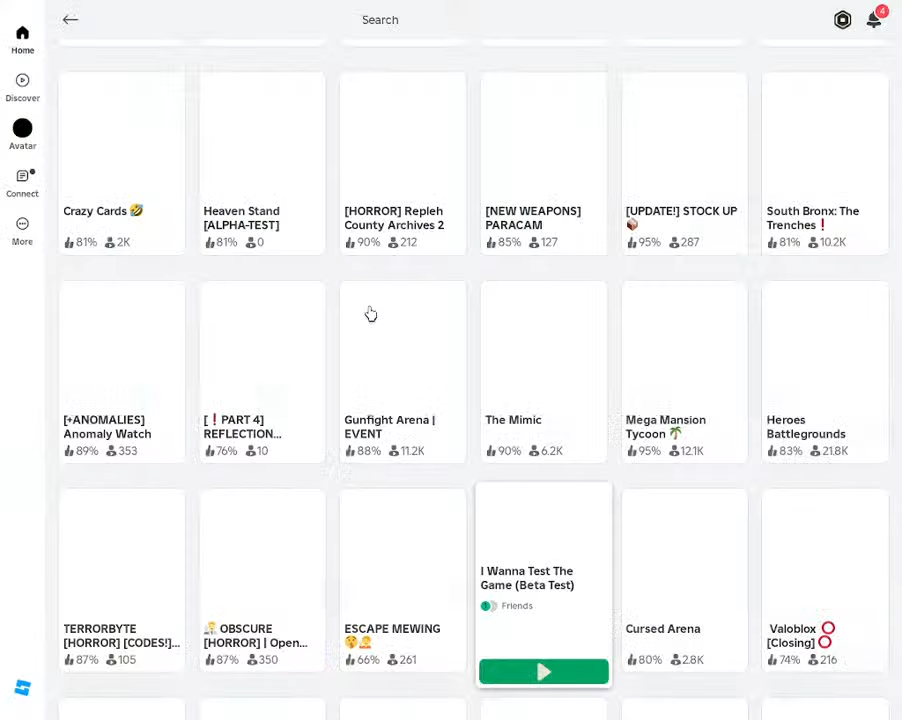 Search
4
Home
Discover
Avatar
Connect
More
Crazy Cards 🤣
81% 2K
Heaven Stand
[ALPHA-TEST]
81% 0
[HORROR] Repleh
County Archives 2
90% 212
[NEW WEAPONS]
PARACAM
85% 127
[UPDATE!] STOCK UP
📦
95% 287
South Bronx: The
Trenches❗
81% 10.2K
[+ANOMALIES]
Anomaly Watch
89% 353
[❗PART 4]
REFLECTION...
76% 10
Gunfight Arena |
EVENT
88% 11.2K
The Mimic
90% 6.2K
Mega Mansion
Tycoon 🌴
95% 12.1K
Heroes
Battlegrounds
83% 21.8K
TERRORBYTE
[HORROR] [CODES!]...
87% 105
OBSCURE
[HORROR] | Open...
87% 350
ESCAPE MEWING
66% 261
I Wanna Test The
Game (Beta Test)
Friends
Cursed Arena
80% 2.8K
Valoblox ⭕
[Closing] ⭕
74% 216